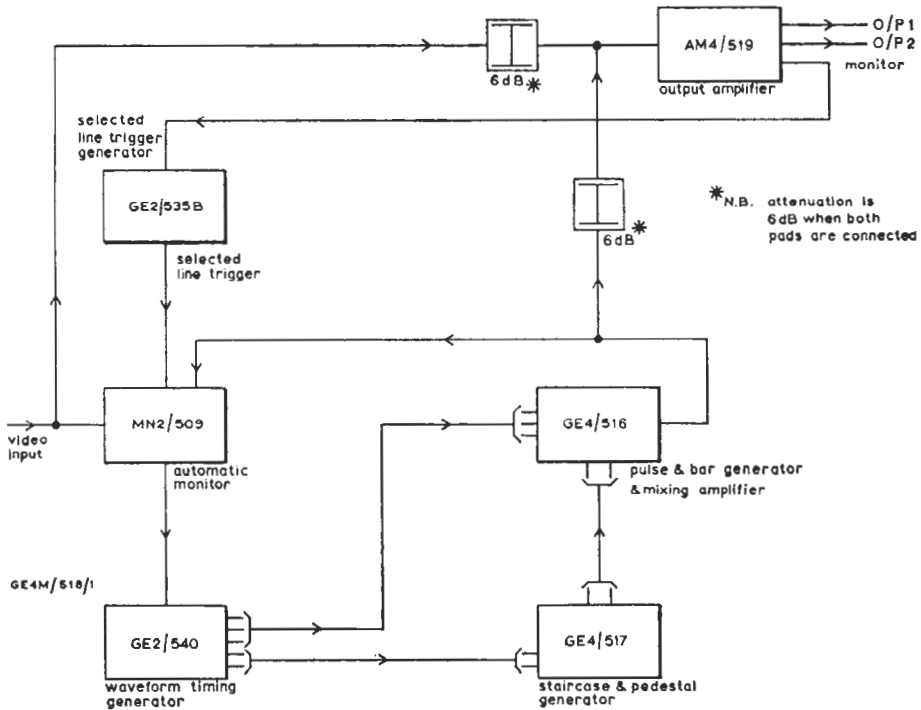 O/P1
AM4/519
O/P2
monitor
6dB*
output amplifier
selected
line trigger
generator
GE2/535B
*N.B. attenuation is
6dB when both
pads are connected
6dB*
selected
line trigger
MN2/509
GE4/516
video
input
automatic
monitor
pulse & bar generator
& mixing amplifier
GE4M/518/1
GE2/540
GE4/517
waveform timing
generator
staircase & pedestal
generator